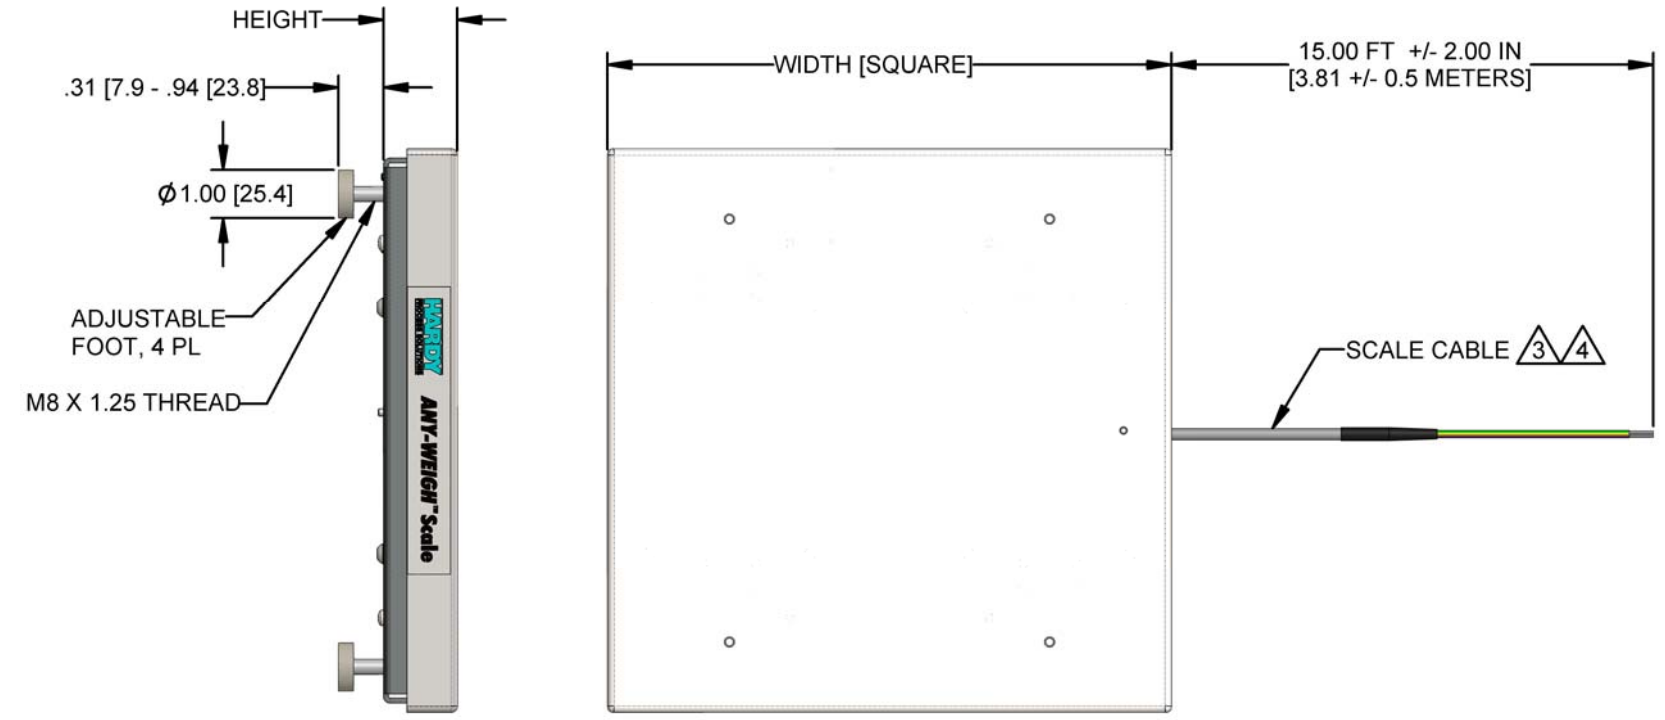 HEIGHT
WIDTH [SQUARE]
15.00 FT +/- 2.00 IN
[3.81 +/- 0.5 METERS]
.31 [7.9 - .94 [23.8]
Ø1.00 [25.4]
ADJUSTABLE
FOOT, 4 PL
M8 X 1.25 THREAD
HARDY
PROCESS SOLUTIONS
ANY-WEIGH™ Scale
SCALE CABLE 3 4